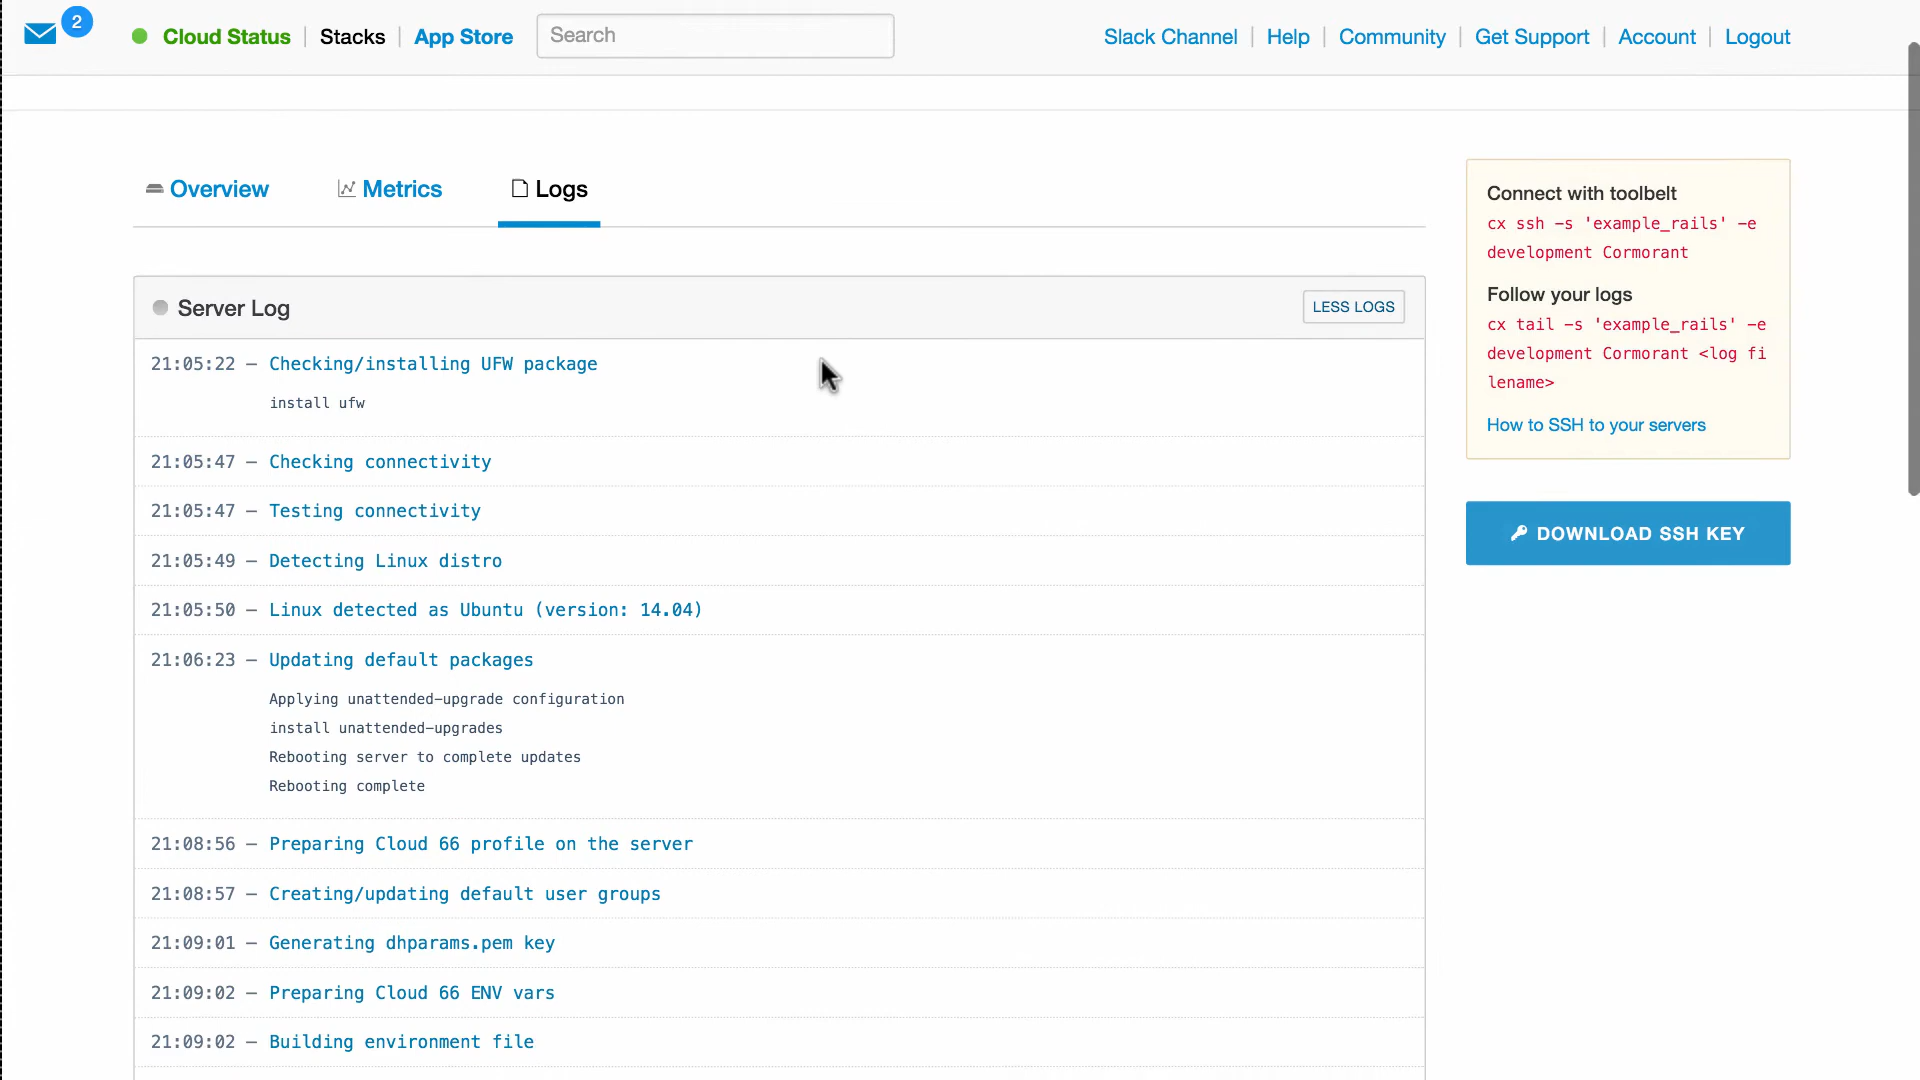 2
Cloud Status | Stacks | App Store
Search
Slack Channel | Help | Community | Get Support | Account | Logout
Overview
Metrics
Logs
Server Log
LESS LOGS
21:05:22 – Checking/installing UFW package
install ufw
21:05:47 – Checking connectivity
21:05:47 – Testing connectivity
21:05:49 – Detecting Linux distro
21:05:50 – Linux detected as Ubuntu (version: 14.04)
21:06:23 – Updating default packages
Applying unattended-upgrade configuration
install unattended-upgrades
Rebooting server to complete updates
Rebooting complete
21:08:56 – Preparing Cloud 66 profile on the server
21:08:57 – Creating/updating default user groups
21:09:01 – Generating dhparams.pem key
21:09:02 – Preparing Cloud 66 ENV vars
21:09:02 – Building environment file
Connect with toolbelt
cx ssh -s 'example_rails' -e
development Cormorant
Follow your logs
cx tail -s 'example_rails' -e
development Cormorant <log fi
lename>
How to SSH to your servers
DOWNLOAD SSH KEY